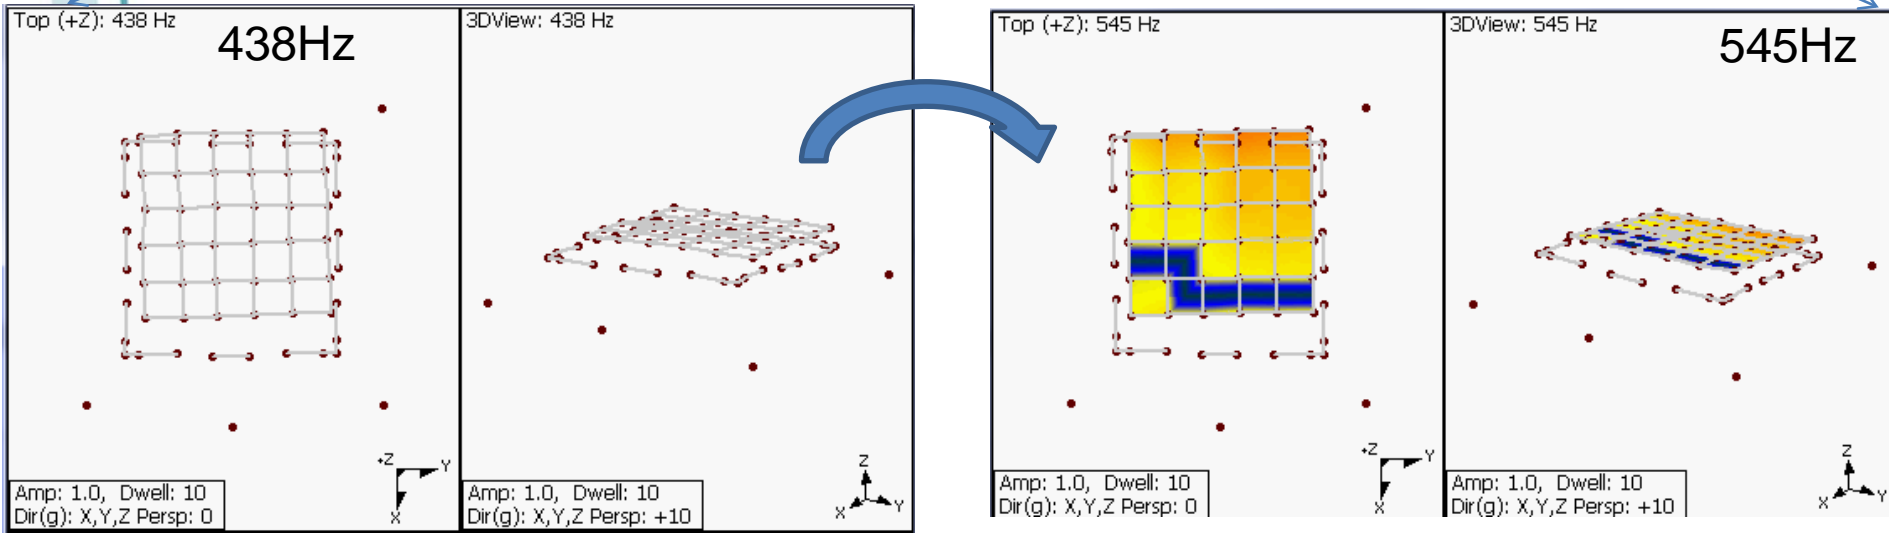 Top (+Z): 438 Hz
438Hz
3DView: 438 Hz
Top (+Z): 545 Hz
3DView: 545 Hz
545Hz
+Z
Y
X
Amp: 1.0, Dwell: 10
Dir(g): X,Y,Z Persp: 0
Z
X
Y
Amp: 1.0, Dwell: 10
Dir(g): X,Y,Z Persp: +10
+Z
Y
X
Amp: 1.0, Dwell: 10
Dir(g): X,Y,Z Persp: 0
Z
X
Y
Amp: 1.0, Dwell: 10
Dir(g): X,Y,Z Persp: +10